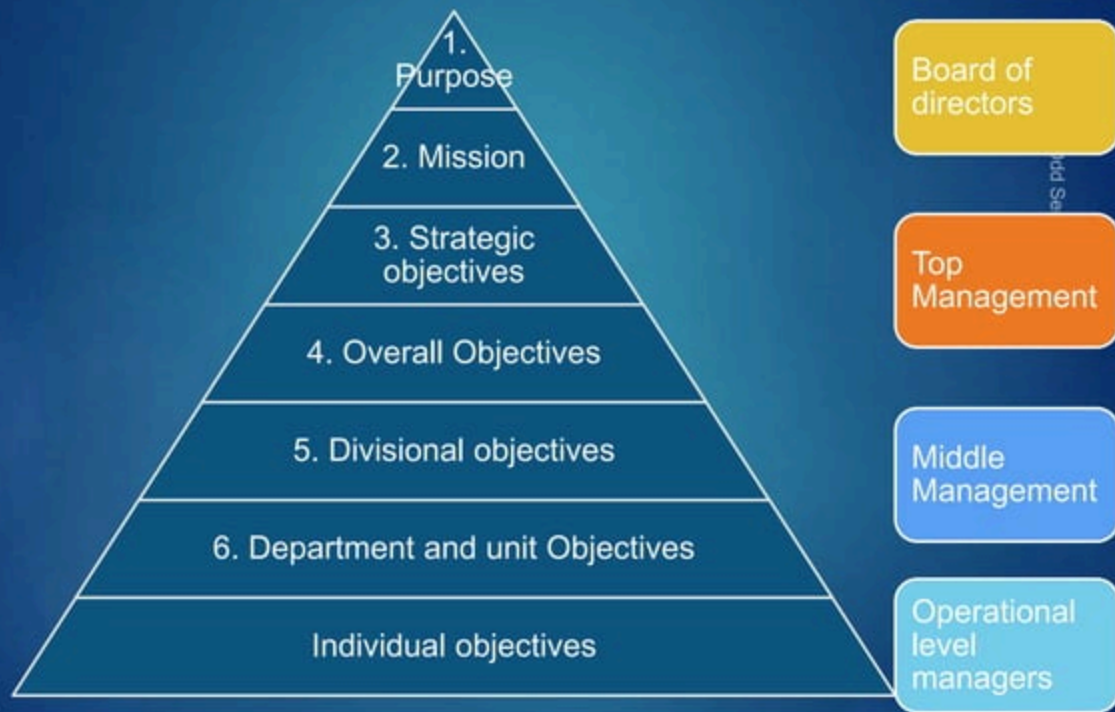 1.
Purpose
2. Mission
3. Strategic
objectives
4. Overall Objectives
5. Divisional objectives
6. Department and unit Objectives
Individual objectives
Board of
directors
Top
Management
Middle
Management
Operational
level
managers